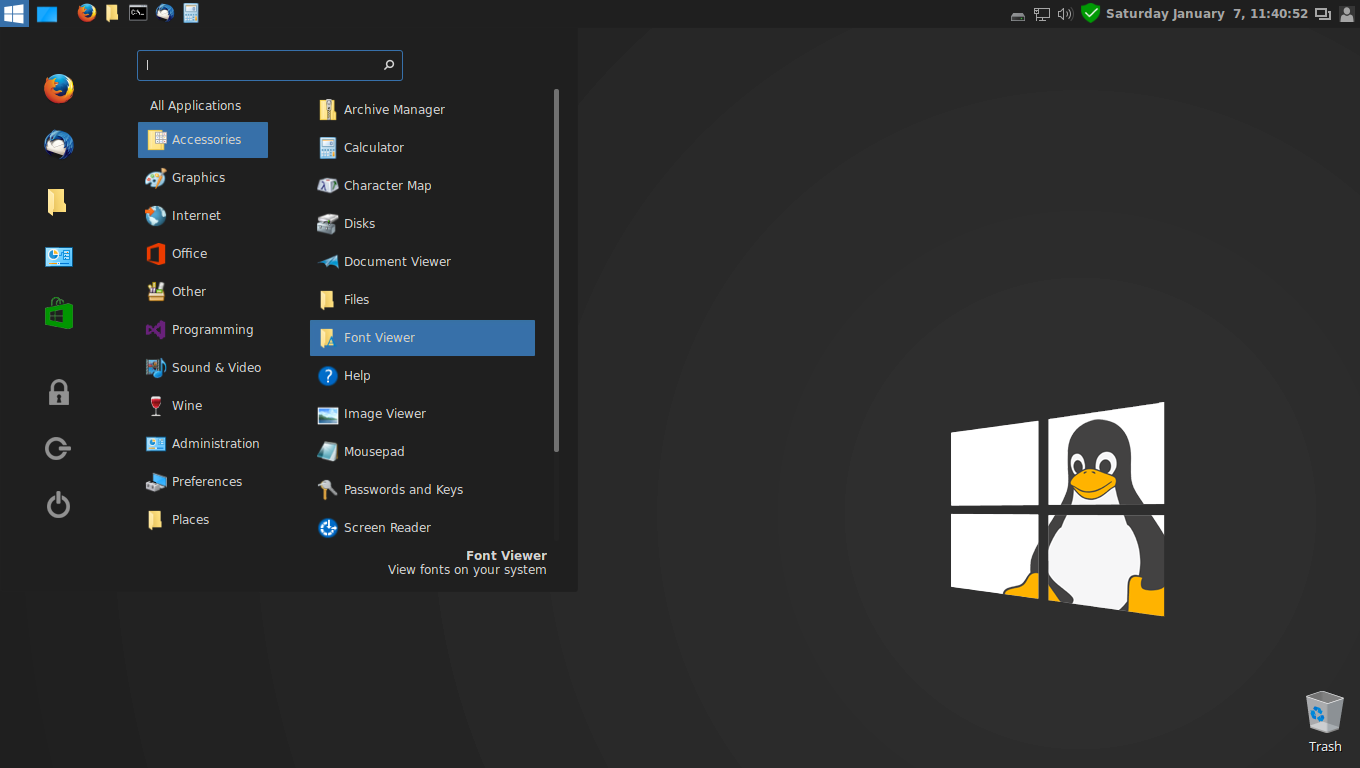 Saturday January  7, 11:40:52
All Applications
Accessories
Graphics
Internet
Office
Other
Programming
Sound & Video
Wine
Administration
Preferences
Places
Archive Manager
Calculator
Character Map
Disks
Document Viewer
Files
Font Viewer
Help
Image Viewer
Mousepad
Passwords and Keys
Screen Reader
Font Viewer
View fonts on your system
Trash